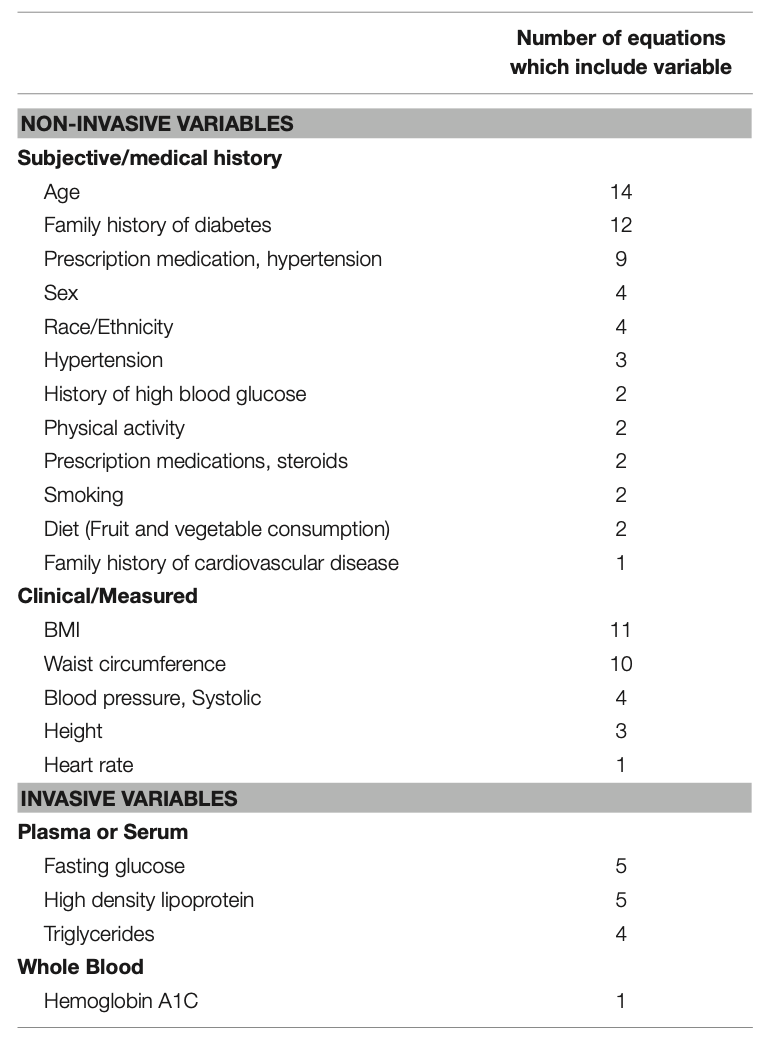 Number of equations
which include variable
NON-INVASIVE VARIABLES
Subjective/medical history
Age 14
Family history of diabetes 12
Prescription medication, hypertension 9
Sex 4
Race/Ethnicity 4
Hypertension 3
History of high blood glucose 2
Physical activity 2
Prescription medications, steroids 2
Smoking 2
Diet (Fruit and vegetable consumption) 2
Family history of cardiovascular disease 1
Clinical/Measured
BMI 11
Waist circumference 10
Blood pressure, Systolic 4
Height 3
Heart rate 1
INVASIVE VARIABLES
Plasma or Serum
Fasting glucose 5
High density lipoprotein 5
Triglycerides 4
Whole Blood
Hemoglobin A1C 1